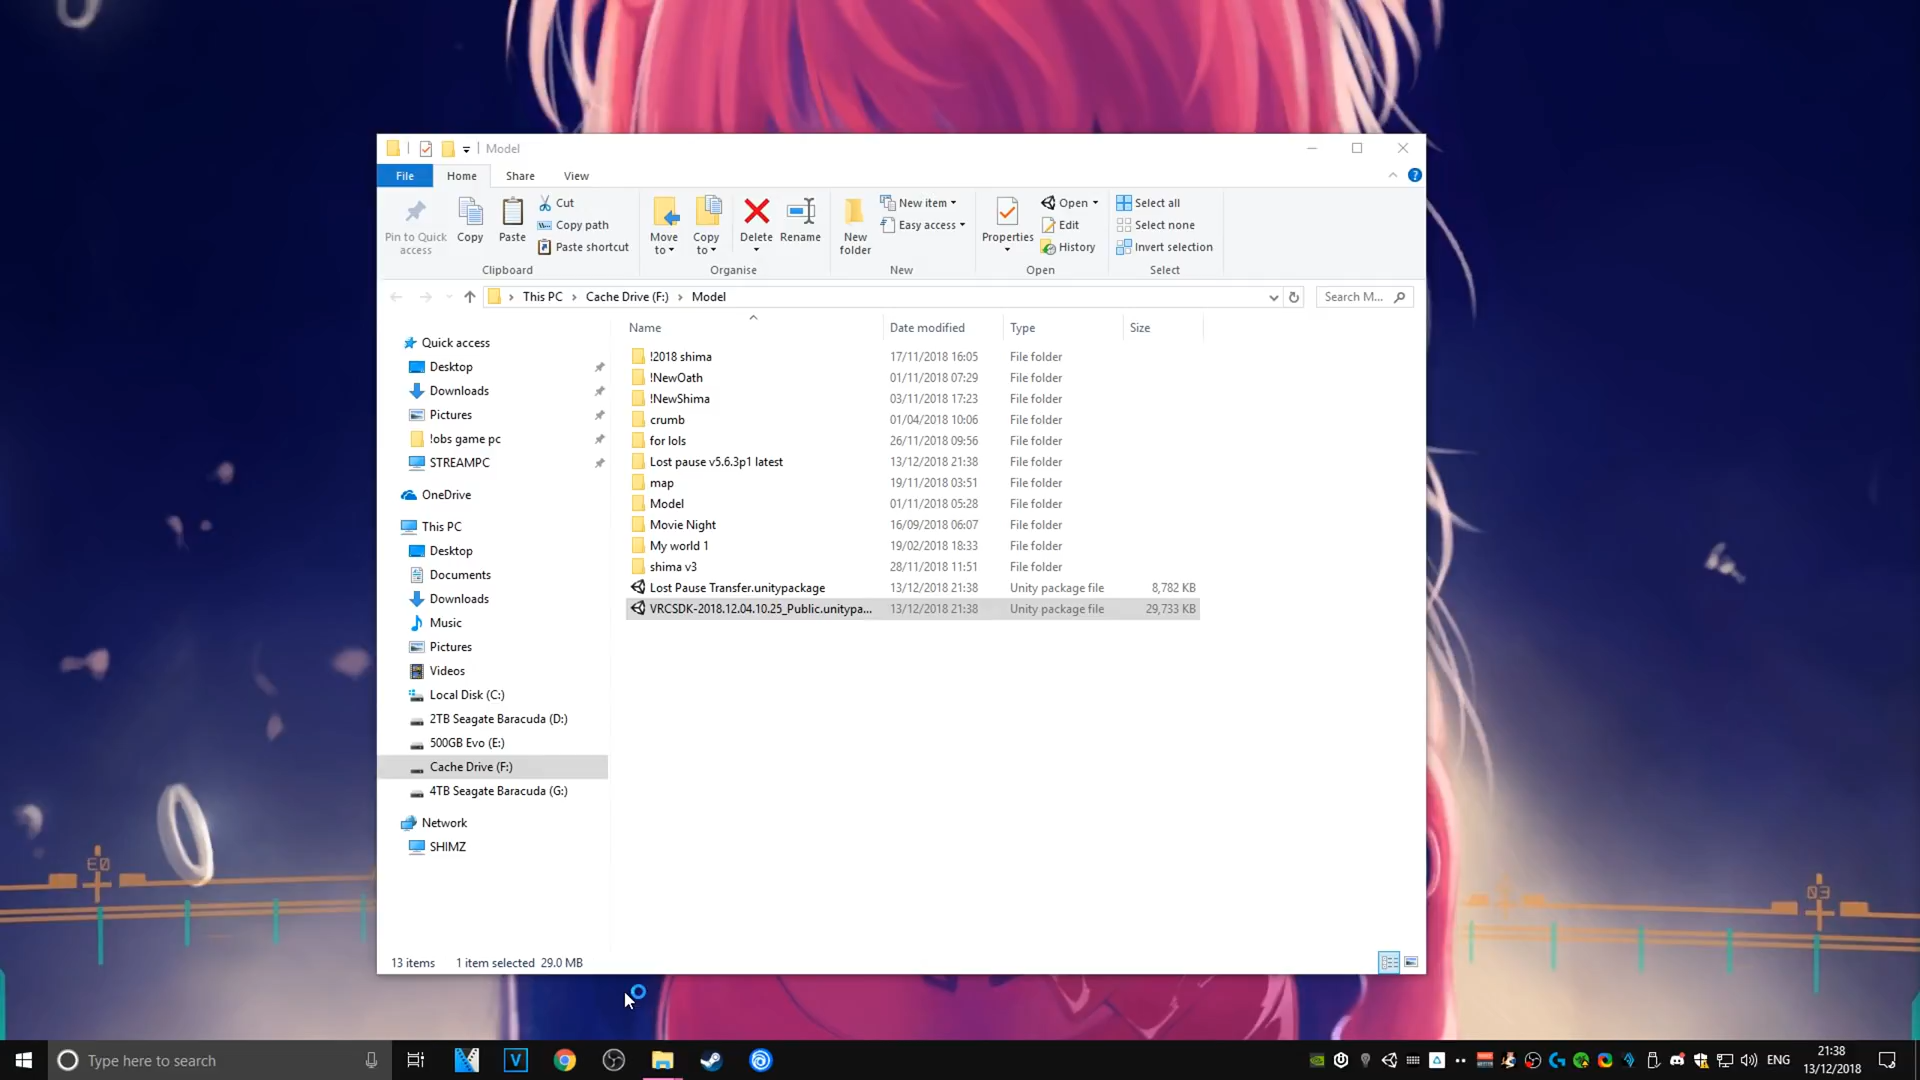 Model
File
Home
Share
View
Pin to Quick
access
Copy
Paste
Cut
Copy path
Paste shortcut
Clipboard
Move
to
Copy
to
Delete
Rename
Organise
New
folder
New item
Easy access
New
Properties
Open
Edit
History
Open
Select all
Select none
Invert selection
Select
This PC > Cache Drive (F:) > Model
Search M...
Name Date modified Type Size
Quick access
Desktop
Downloads
Pictures
!obs game pc
STREAMPC
OneDrive
This PC
Desktop
Documents
Downloads
Music
Pictures
Videos
Local Disk (C:)
2TB Seagate Baracuda (D:)
500GB Evo (E:)
Cache Drive (F:)
4TB Seagate Baracuda (G:)
Network
SHIMZ
!2018 shima 17/11/2018 16:05 File folder
!NewOath 01/11/2018 07:29 File folder
!NewShima 03/11/2018 17:23 File folder
crumb 01/04/2018 10:06 File folder
for lols 26/11/2018 09:56 File folder
Lost pause v5.6.3p1 latest 13/12/2018 21:38 File folder
map 19/11/2018 03:51 File folder
Model 01/11/2018 05:28 File folder
Movie Night 16/09/2018 06:07 File folder
My world 1 19/02/2018 18:33 File folder
shima v3 28/11/2018 11:51 File folder
Lost Pause Transfer.unitypackage 13/12/2018 21:38 Unity package file 8,782 KB
VRCSDK-2018.12.04.10.25_Public.unitypa... 13/12/2018 21:38 Unity package file 29,733 KB
13 items 1 item selected 29.0 MB
E0
03
Type here to search
V
ENG
21:38
13/12/2018